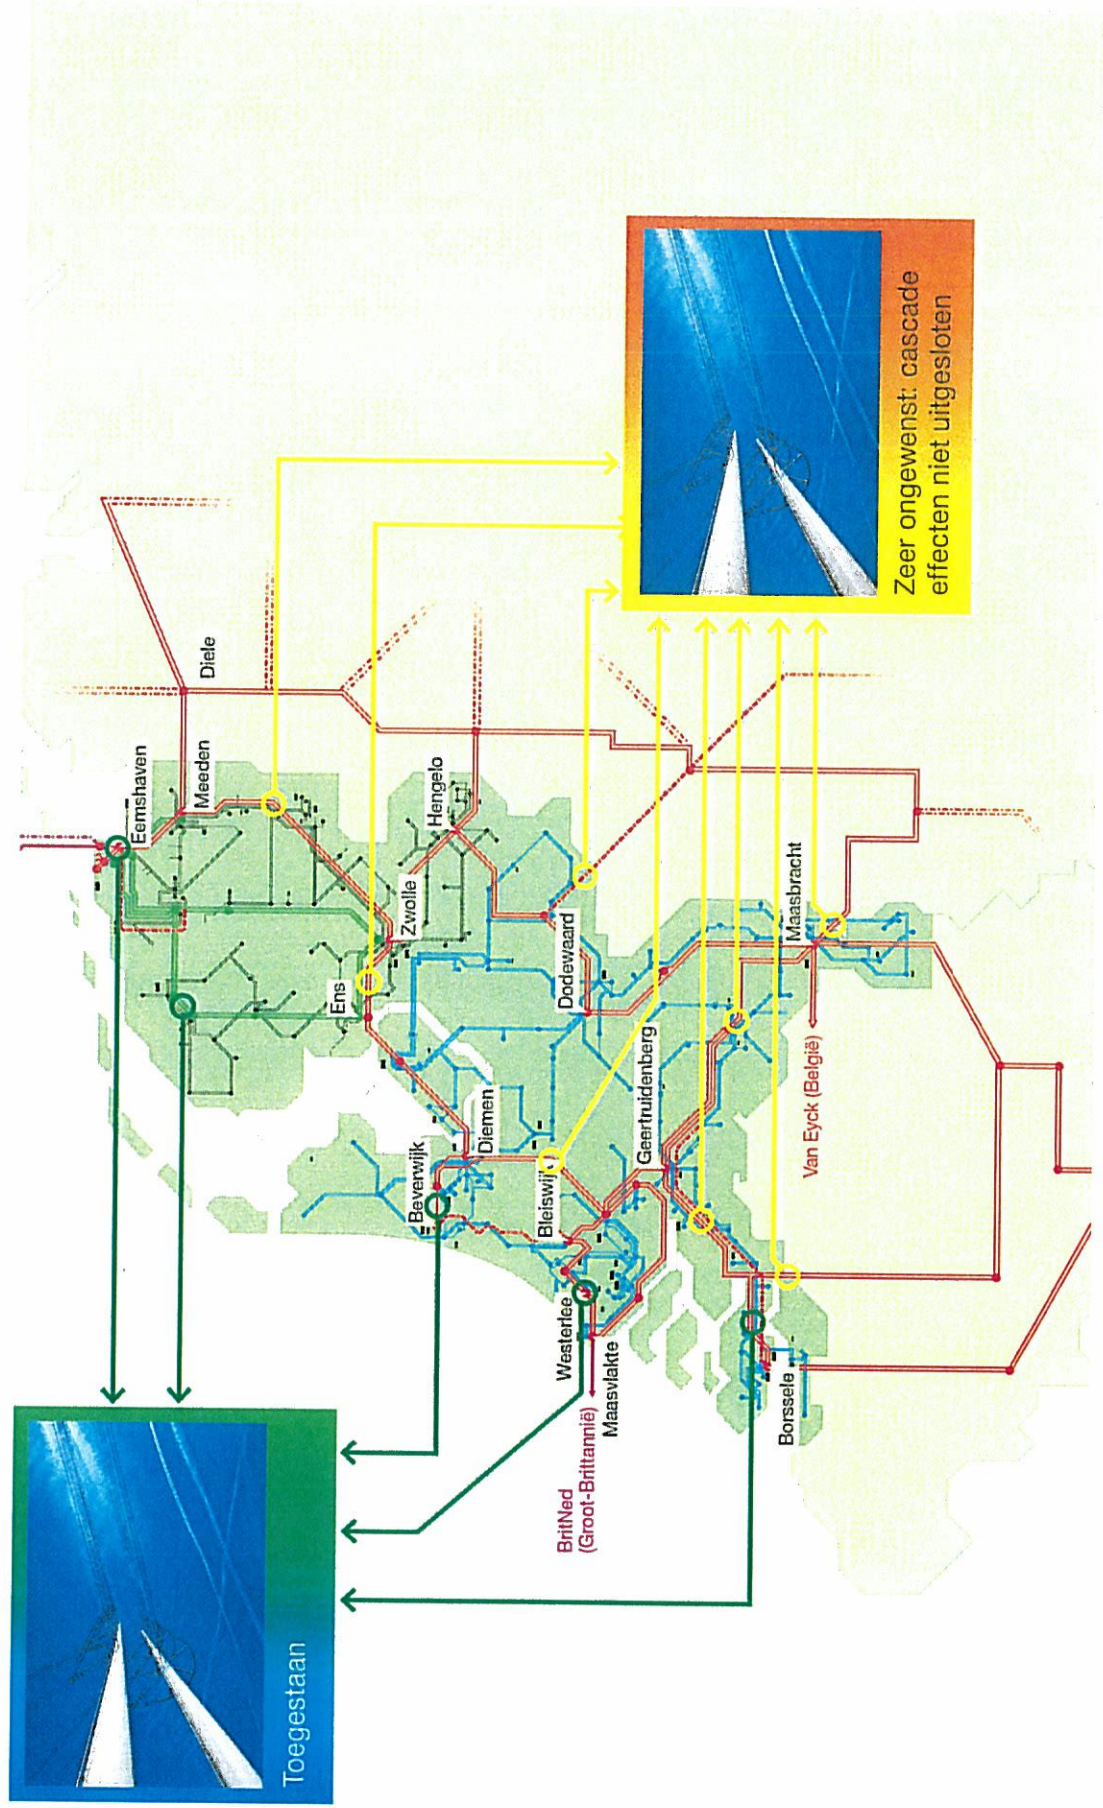 Toegestaan
Eemshaven
Meeden
Diele
Ens
Zwolle
Hengelo
Beverwijk
Diemen
Bleiswijk
Dodewaard
Westerlee
Maasvlakte
BritNed
(Groot-Brittannië)
Geertruidenberg
Maasbracht
Borssele
Van Eyck (België)
Zeer ongewenst: cascade
effecten niet uitgesloten